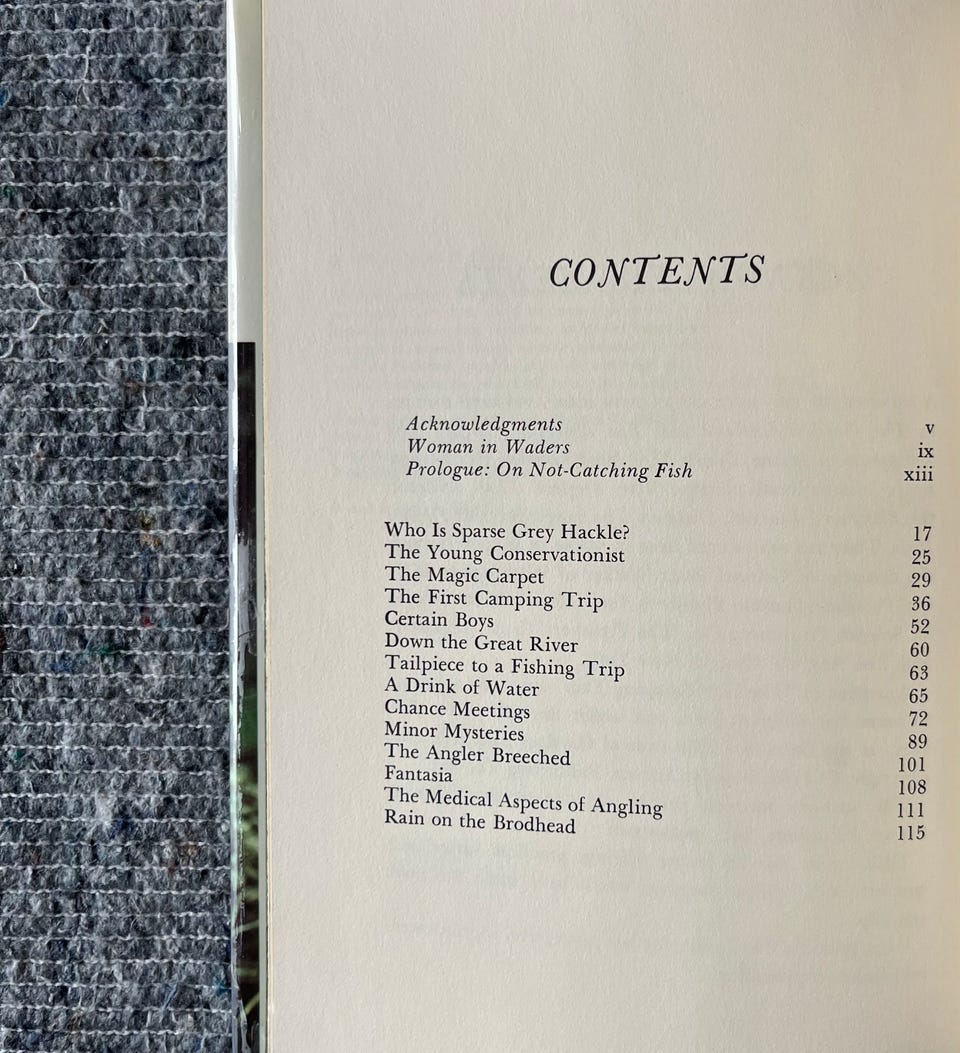 CONTENTS
Acknowledgments v
Woman in Waders ix
Prologue: On Not-Catching Fish xiii
Who Is Sparse Grey Hackle? 17
The Young Conservationist 25
The Magic Carpet 29
The First Camping Trip 36
Certain Boys 52
Down the Great River 60
Tailpiece to a Fishing Trip 63
A Drink of Water 65
Chance Meetings 72
Minor Mysteries 89
The Angler Breeched 101
Fantasia 108
The Medical Aspects of Angling 111
Rain on the Brodhead 115